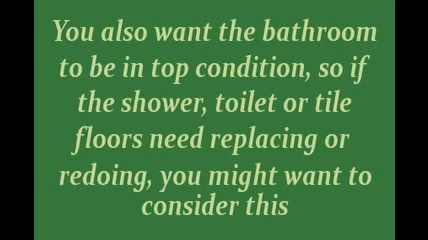 You also want the bathroom
to be in top condition, so if
the shower, toilet or tile
floors need replacing or
redoing, you might want to
consider this